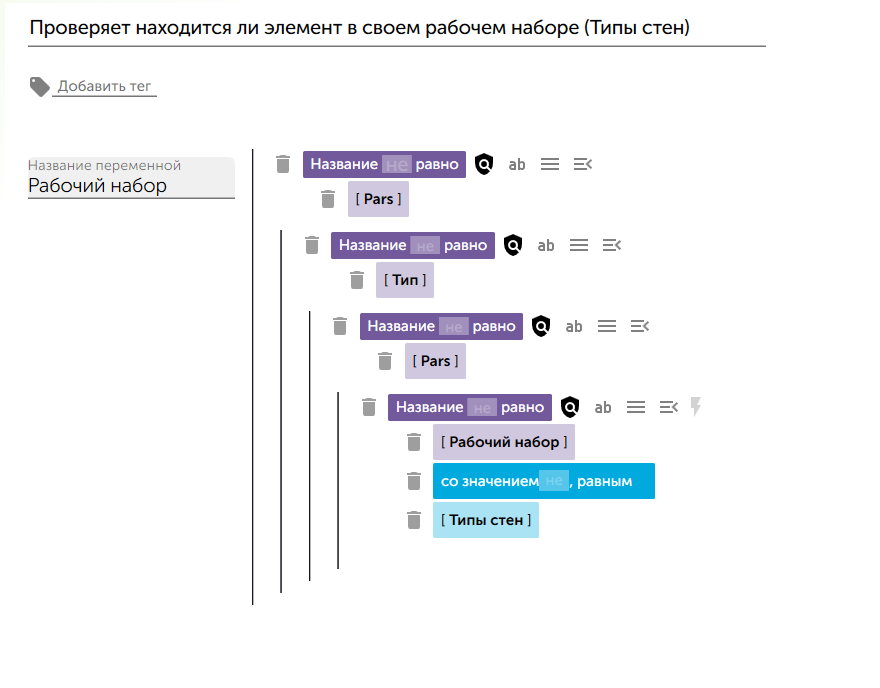 Проверяет находится ли элемент в своем рабочем наборе (Типы стен)
Добавить тег
Название переменной
Рабочий набор
Название не равно ab
[ Pars ]
Название не равно ab
[ Тип ]
Название не равно ab
[ Pars ]
Название не равно ab
[ Рабочий набор ]
со значением не , равным
[ Типы стен ]